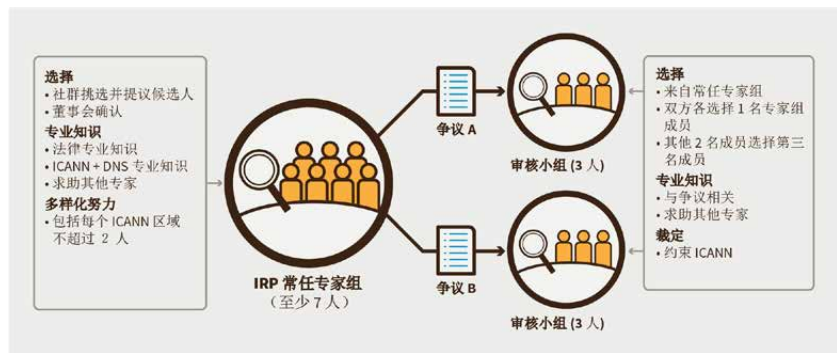 选择
• 社群挑选并提议候选人
• 董事会确认
专业知识
• 法律专业知识
• ICANN + DNS 专业知识
• 求助其他专家
多样化努力
• 包括每个 ICANN 区域
不超过 2 人
IRP 常任专家组
（至少 7 人）
争议 A
审核小组 (3 人)
争议 B
审核小组 (3 人)
选择
• 来自常任专家组
• 双方各选择 1 名专家组
成员
• 其他 2 名成员选择第三
名成员
专业知识
• 与争议相关
• 求助其他专家
裁定
• 约束 ICANN